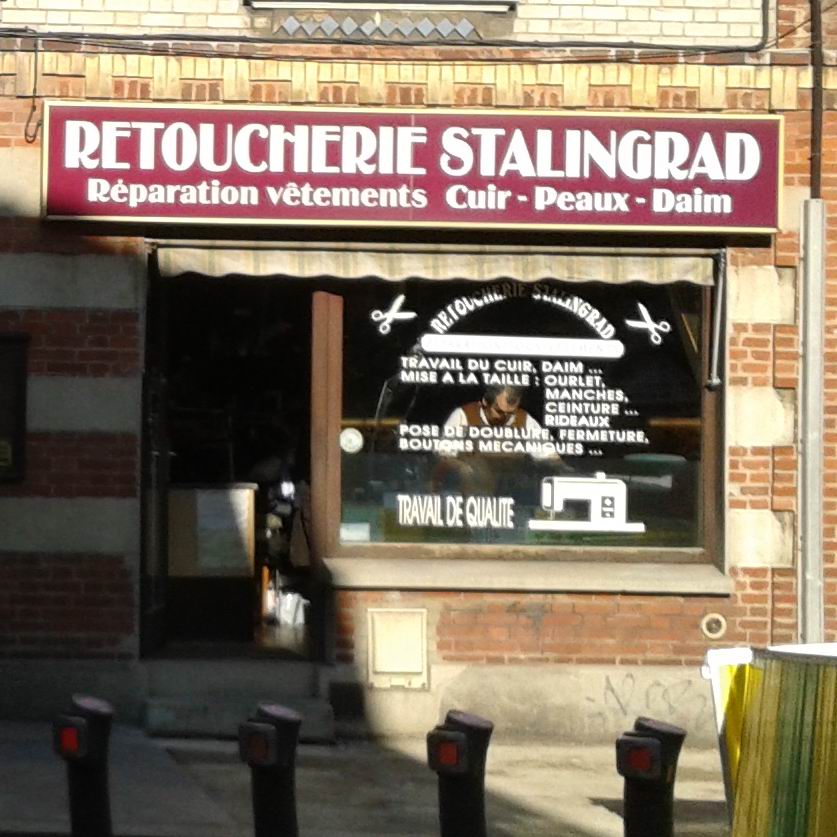 RETOUCHERIE STALINGRAD
Réparation vêtements Cuir - Peaux - Daim
RETOUCHERIE STALINGRAD
TRAVAIL DU CUIR, DAIM ...
MISE A LA TAILLE : OURLET,
MANCHES,
CEINTURE ...
RIDEAUX
POSE DE DOUBLURE, FERMETURE,
BOUTONS MECANIQUES ...
TRAVAIL DE QUALITE